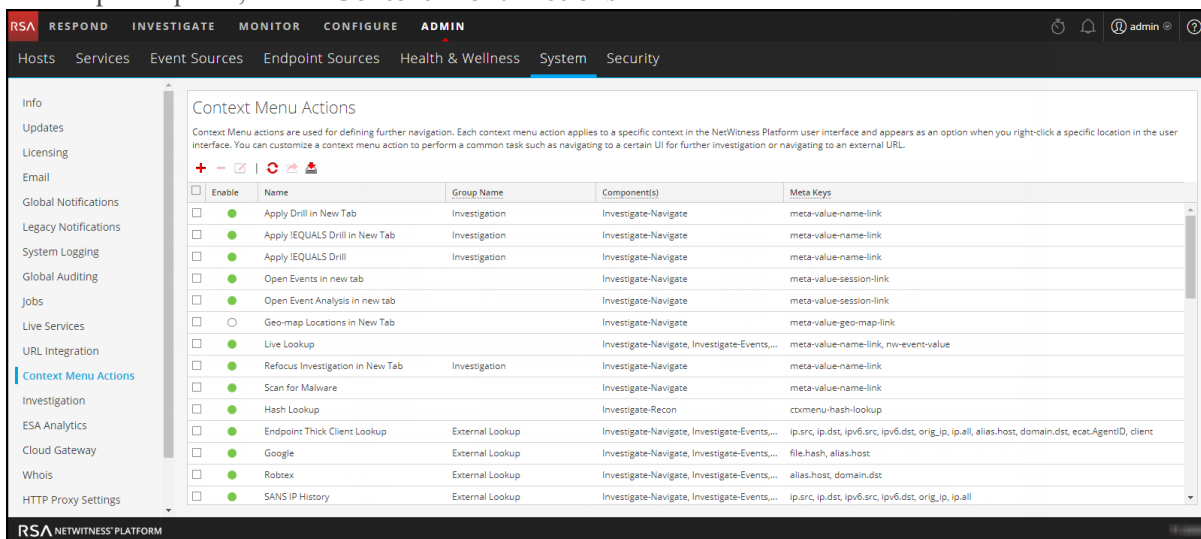 RSA RESPOND INVESTIGATE MONITOR CONFIGURE ADMIN admin
Hosts Services Event Sources Endpoint Sources Health & Wellness System Security
Info
Updates
Licensing
Email
Global Notifications
Legacy Notifications
System Logging
Global Auditing
Jobs
Live Services
URL Integration
Context Menu Actions
Investigation
ESA Analytics
Cloud Gateway
Whois
HTTP Proxy Settings
Context Menu Actions
Context Menu actions are used for defining further navigation. Each context menu action applies to a specific context in the NetWitness Platform user interface and appears as an option when you right-click a specific location in the user
interface. You can customize a context menu action to perform a common task such as navigating to a certain UI for further investigation or navigating to an external URL.
Enable Name Group Name Component(s) Meta Keys
Apply Drill in New Tab Investigation Investigate-Navigate meta-value-name-link
Apply !EQUALS Drill in New Tab Investigation Investigate-Navigate meta-value-name-link
Apply !EQUALS Drill Investigation Investigate-Navigate meta-value-name-link
Open Events in new tab Investigate-Navigate meta-value-session-link
Open Event Analysis in new tab Investigate-Navigate meta-value-session-link
Geo-map Locations in New Tab Investigate-Navigate meta-value-geo-map-link
Live Lookup Investigate-Navigate, Investigate-Events,... meta-value-name-link, nw-event-value
Refocus Investigation in New Tab Investigation Investigate-Navigate meta-value-name-link
Scan for Malware Investigate-Navigate meta-value-name-link
Hash Lookup Investigate-Recon ctxmenu-hash-lookup
Endpoint Thick Client Lookup External Lookup Investigate-Navigate, Investigate-Events,... ip.src, ip.dst, ipv6.src, ipv6.dst, orig_ip, ip.all, alias.host, domain.dst, ecat.AgentID, client
Google External Lookup Investigate-Navigate, Investigate-Events,... file.hash, alias.host
Robtex External Lookup Investigate-Navigate, Investigate-Events,... alias.host, domain.dst
SANS IP History External Lookup Investigate-Navigate, Investigate-Events,... ip.src, ip.dst, ipv6.src, ipv6.dst, orig_ip, ip.all
RSA NETWITNESS® PLATFORM